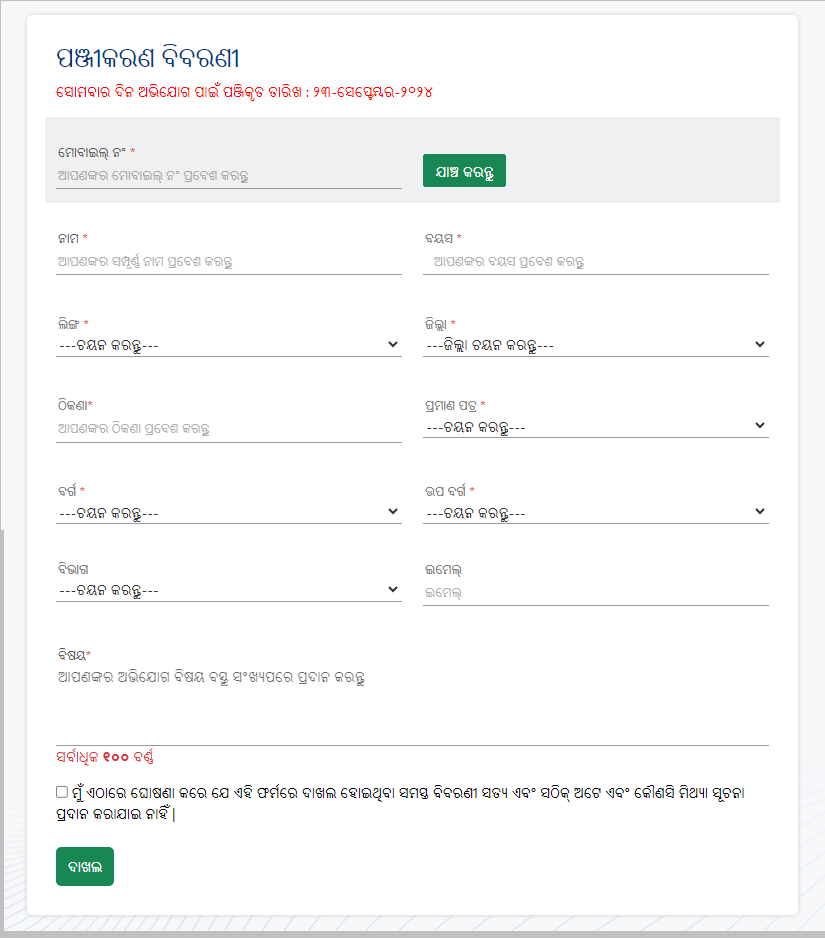 ପଞ୍ଜୀକରଣ ବିବରଣୀ
ସୋମବାର ଦିନ ଅଭିଯୋଗ ପାଇଁ ପଞ୍ଜିକୃତ ତାରିଖ : ୨୩-ସେପ୍ଟେମ୍ବର-୨୦୨୪
ମୋବାଇଲ୍ ନଂ *
ଆପଣଙ୍କର ମୋବାଇଲ୍ ନଂ ପ୍ରବେଶ କରନ୍ତୁ
ଯାଞ୍ଚ କରନ୍ତୁ
ନାମ *
ଆପଣଙ୍କର ସମ୍ପୂର୍ଣ୍ଣ ନାମ ପ୍ରବେଶ କରନ୍ତୁ
ବୟସ *
ଆପଣଙ୍କର ବୟସ ପ୍ରବେଶ କରନ୍ତୁ
ଲିଙ୍ଗ *
---ଚୟନ କରନ୍ତୁ---
ଜିଲ୍ଲା *
---ଜିଲ୍ଲା ଚୟନ କରନ୍ତୁ---
ଠିକଣା*
ଆପଣଙ୍କର ଠିକଣା ପ୍ରବେଶ କରନ୍ତୁ
ପ୍ରମାଣ ପତ୍ର *
---ଚୟନ କରନ୍ତୁ---
ବର୍ଗ *
---ଚୟନ କରନ୍ତୁ---
ଉପ ବର୍ଗ *
---ଚୟନ କରନ୍ତୁ---
ବିଭାଗ
---ଚୟନ କରନ୍ତୁ---
ଇମେଲ୍
ଇମେଲ୍
ବିଷୟ*
ଆପଣଙ୍କର ଅଭିଯୋଗ ବିଷୟ ବସ୍ତୁ ସଂଖ୍ୟପରେ ପ୍ରଦାନ କରନ୍ତୁ
ସର୍ବାଧିକ ୧୦୦ ବର୍ଣ୍ଣ
ମୁଁ ଏଠାରେ ଘୋଷଣା କରେ ଯେ ଏହି ଫର୍ମରେ ଦାଖଲ ହୋଇଥିବା ସମସ୍ତ ବିବରଣୀ ସତ୍ୟ ଏବଂ ସଠିକ୍ ଅଟେ ଏବଂ କୌଣସି ମିଥ୍ୟା ସୂଚନା
ପ୍ରଦାନ କରାଯାଇ ନାହିଁ |
ଦାଖଲ